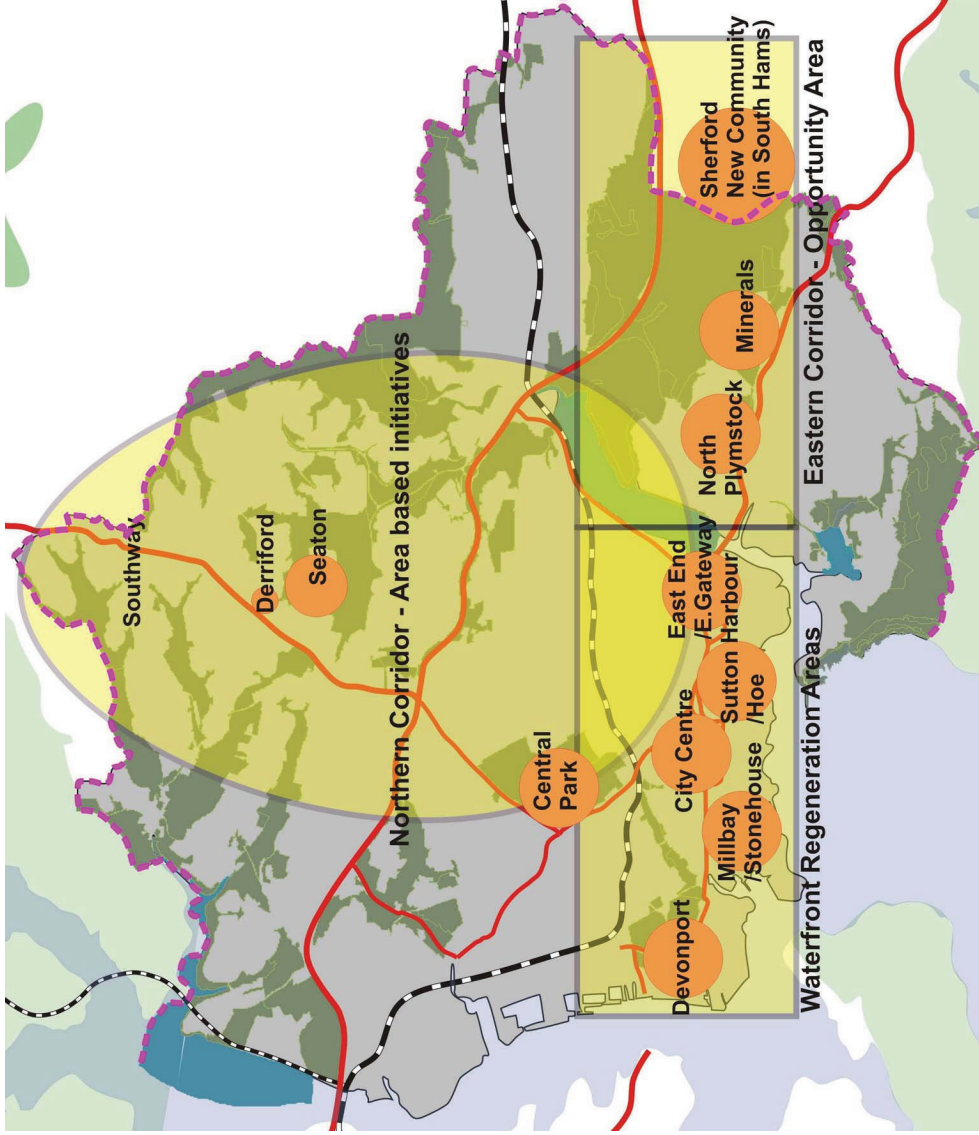 Southway
Derriford
Seaton
Northern Corridor - Area based initiatives
Central
Park
Devonport
Millbay
/Stonehouse
City Centre
Sutton Harbour
/Hoe
East End
/E.Gateway
North
Plymstock
Minerals
Sherford
New Community
(in South Hams)
Waterfront Regeneration Areas
Eastern Corridor - Opportunity Area